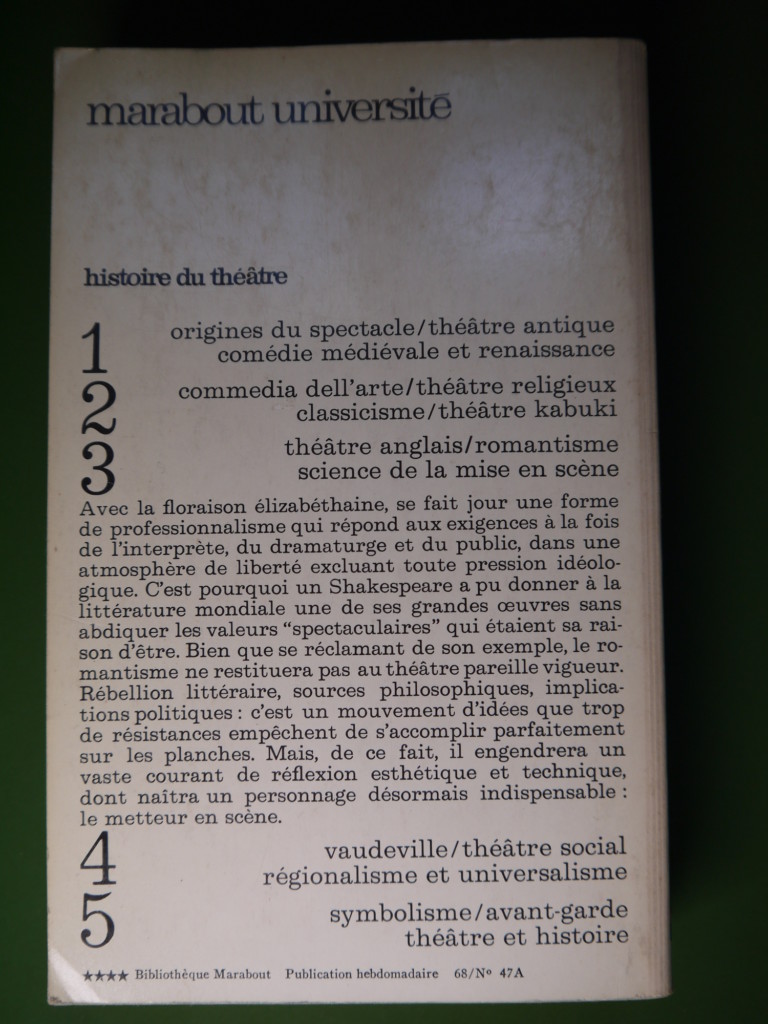 marabout université
histoire du théâtre
1
origines du spectacle/théâtre antique
comédie médiévale et renaissance
2
commedia dell'arte/théâtre religieux
classicisme/théâtre kabuki
3
théâtre anglais/romantisme
science de la mise en scène
Avec la floraison élizabéthaine, se fait jour une forme
de professionnalisme qui répond aux exigences à la fois
de l'interprète, du dramaturge et du public, dans une
atmosphère de liberté excluant toute pression idéolo-
gique. C'est pourquoi un Shakespeare a pu donner à la
littérature mondiale une de ses grandes œuvres sans
abdiquer les valeurs "spectaculaires" qui étaient sa rai-
son d'être. Bien que se réclamant de son exemple, le ro-
mantisme ne restituera pas au théâtre pareille vigueur.
Rébellion littéraire, sources philosophiques, implica-
tions politiques : c'est un mouvement d'idées que trop
de résistances empêchent de s'accomplir parfaitement
sur les planches. Mais, de ce fait, il engendrera un
vaste courant de réflexion esthétique et technique,
dont naîtra un personnage désormais indispensable :
le metteur en scène.
4
vaudeville/théâtre social
régionalisme et universalisme
5
symbolisme/avant-garde
théâtre et histoire
★★★★ Bibliothèque Marabout Publication hebdomadaire 68/Nº 47A